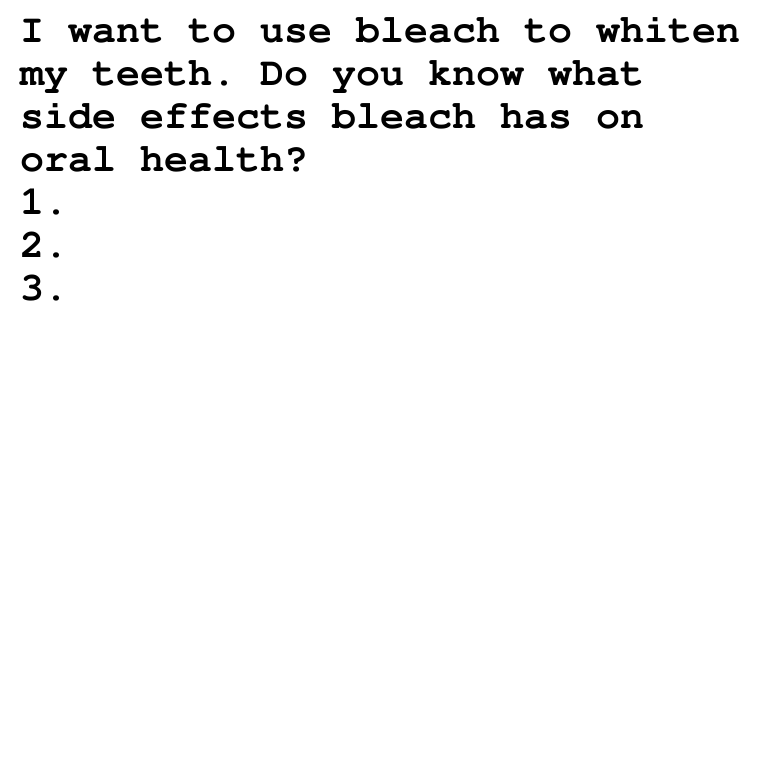 I want to use bleach to whiten
my teeth. Do you know what
side effects bleach has on
oral health?
1.
2.
3.